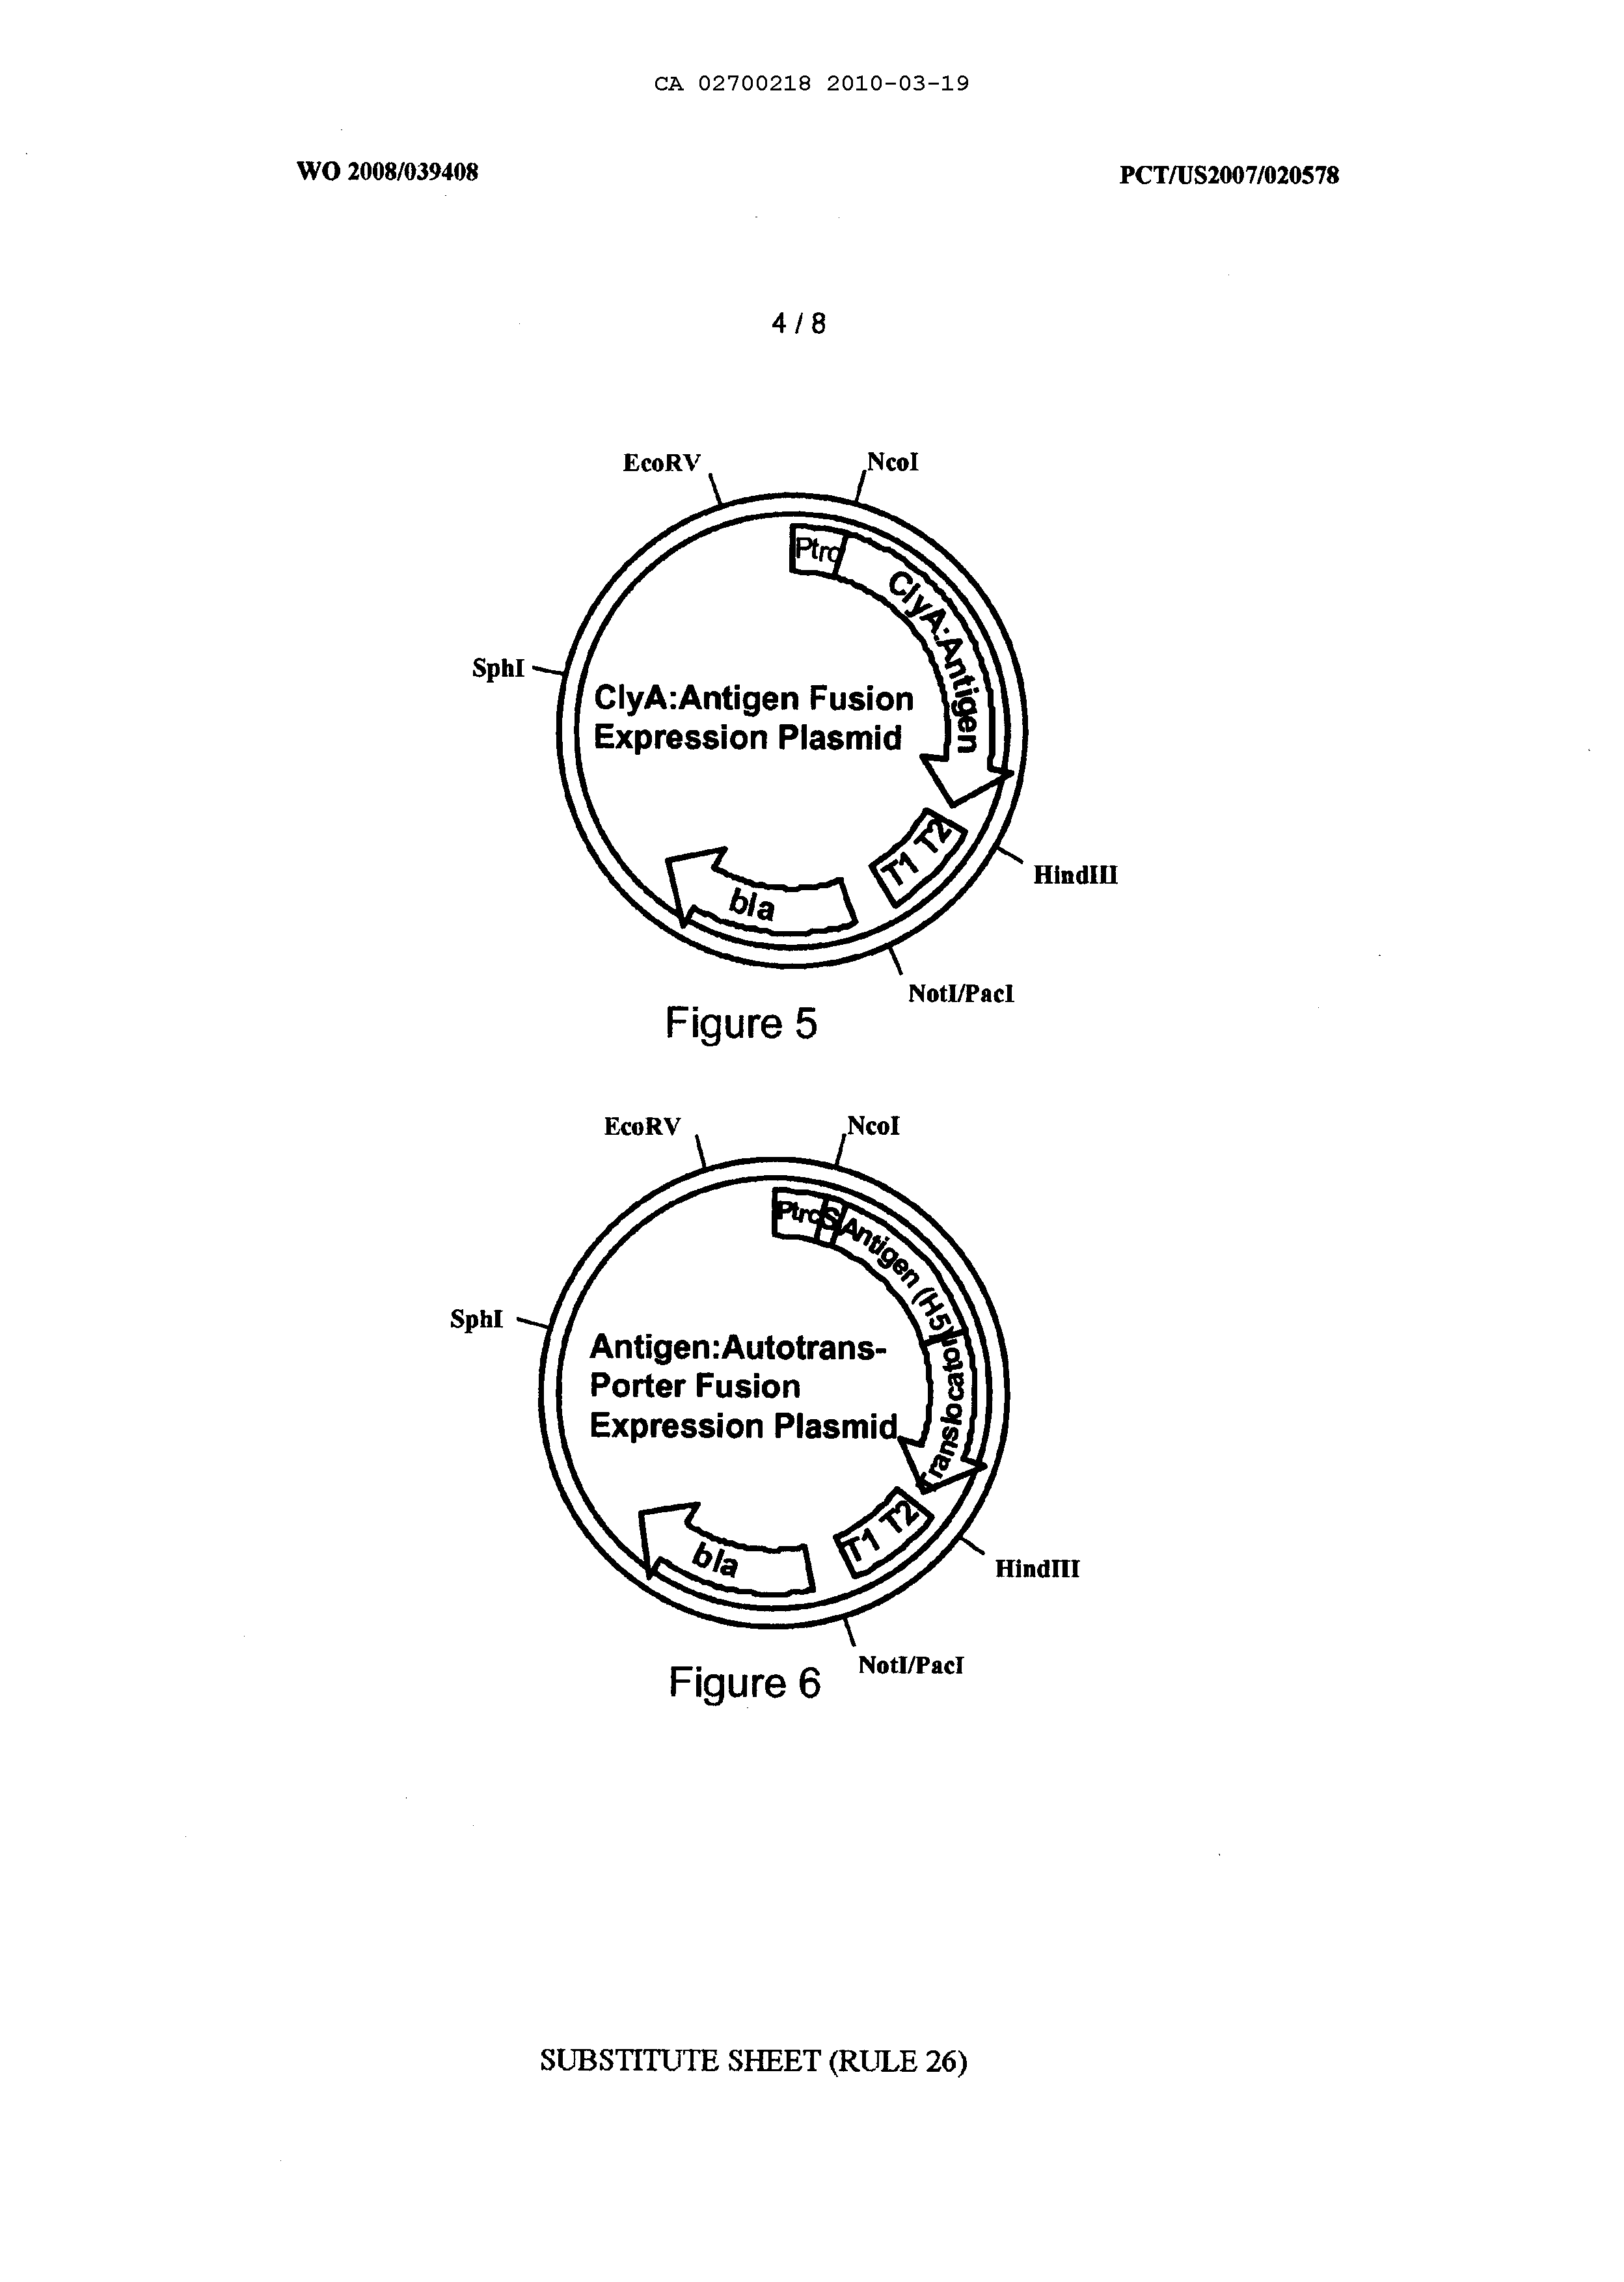 CA 02700218 2010-03-19
WO 2008/039408
PCT/US2007/020578
4 / 8
EcoRV
NcoI
Ptrc
ClyA:Antigen
SphI
ClyA:Antigen Fusion
Expression Plasmid
T1 T2
HindIII
bla
NotI/PacI
Figure 5
EcoRV
NcoI
Ptrc
S
Antigen (H5)
Translocator
SphI
Antigen:Autotrans-
Porter Fusion
Expression Plasmid
T1 T2
HindIII
bla
NotI/PacI
Figure 6
SUBSTITUTE SHEET (RULE 26)